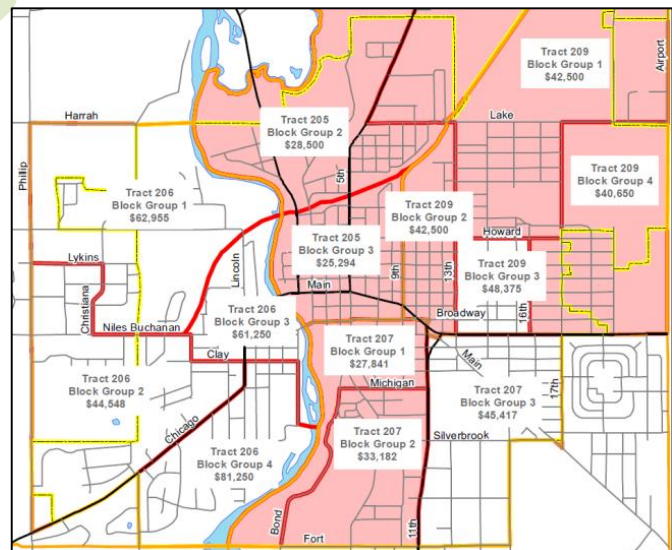 Tract 209
Block Group 1
$42,500
Airport
Harrah
Lake
Tract 205
Block Group 2
$28,500
Phillip
5th
Tract 209
Block Group 4
$40,650
Tract 206
Block Group 1
$62,955
Tract 209
Block Group 2
$42,500
Tract 205
Block Group 3
$25,294
Howard
Lykins
Lincoln
9th
13th
Tract 209
Block Group 3
$48,375
Christiana
Main
16th
Tract 206
Block Group 3
$61,250
Broadway
Niles Buchanan
Tract 207
Block Group 1
$27,841
Clay
Main
Michigan
17th
Tract 206
Block Group 2
$44,548
Tract 207
Block Group 3
$45,417
Chicago
Tract 207
Block Group 2
$33,182
Silverbrook
Tract 206
Block Group 4
$81,250
Bond
11th
Fort